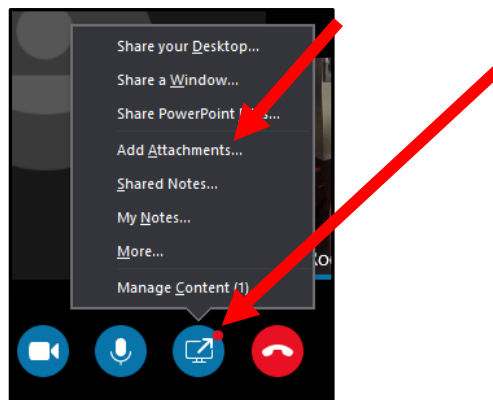 Share your Desktop...
Share a Window...
Share PowerPoint
Add Attachments...
Shared Notes...
My Notes...
More...
Manage Content (1)